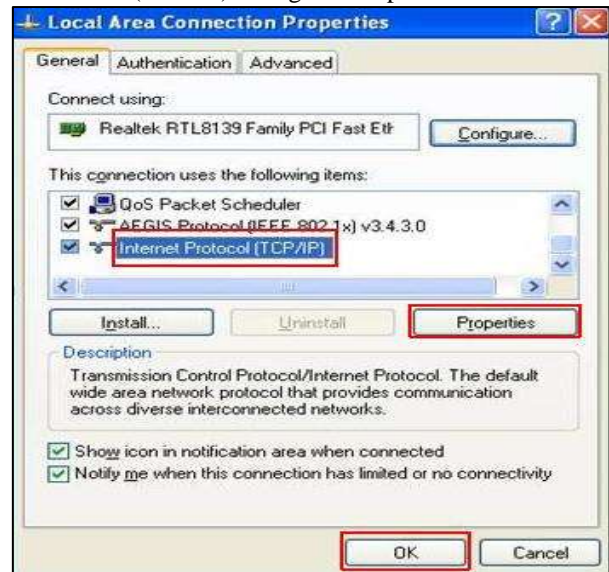 Local Area Connection Properties
General Authentication Advanced
Connect using:
Realtek RTL8139 Family PCI Fast Eth Configure...
This connection uses the following items:
QoS Packet Scheduler
AEGIS Protocol (IEEE 802.1x) v3.4.3.0
Internet Protocol (TCP/IP)
Install... Uninstall Properties
Description
Transmission Control Protocol/Internet Protocol. The default
wide area network protocol that provides communication
across diverse interconnected networks.
Show icon in notification area when connected
Notify me when this connection has limited or no connectivity
OK Cancel